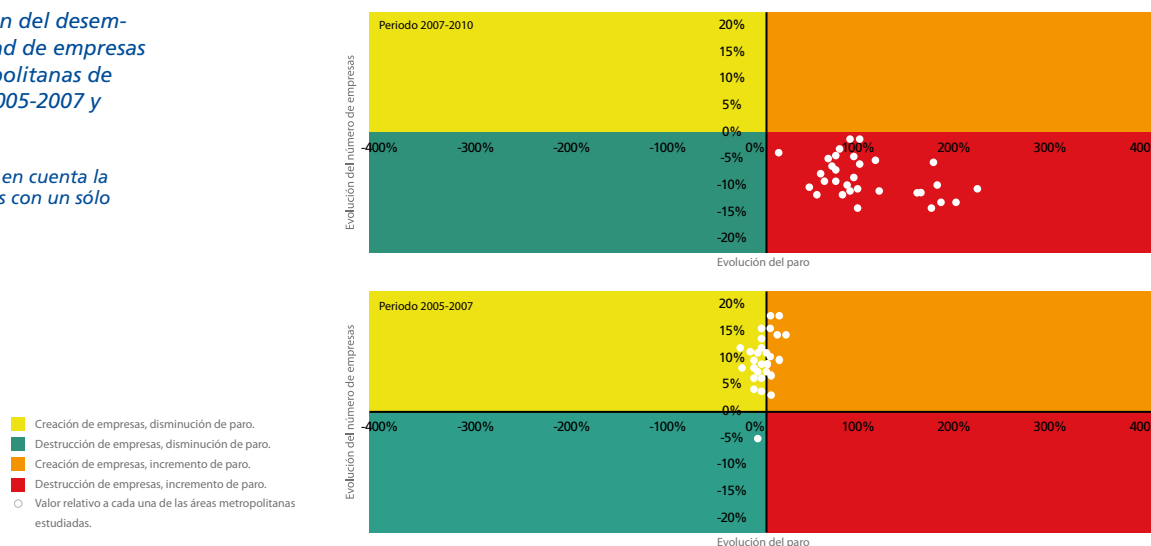 n del desem-
d de empresas
politanas de
005-2007 y
en cuenta la
s con un sólo
Periodo 2007-2010
20%
15%
10%
5%
0%
-400%
-300%
-200%
-100%
0%
100%
200%
300%
400
-5%
-10%
-15%
-20%
Evolución del número de empresas
Evolución del paro
Periodo 2005-2007
20%
15%
10%
5%
0%
-400%
-300%
-200%
-100%
0%
100%
200%
300%
400
-5%
-10%
-15%
-20%
Evolución del número de empresas
Evolución del paro
Creación de empresas, disminución de paro.
Destrucción de empresas, disminución de paro.
Creación de empresas, incremento de paro.
Destrucción de empresas, incremento de paro.
Valor relativo a cada una de las áreas metropolitanas
estudiadas.